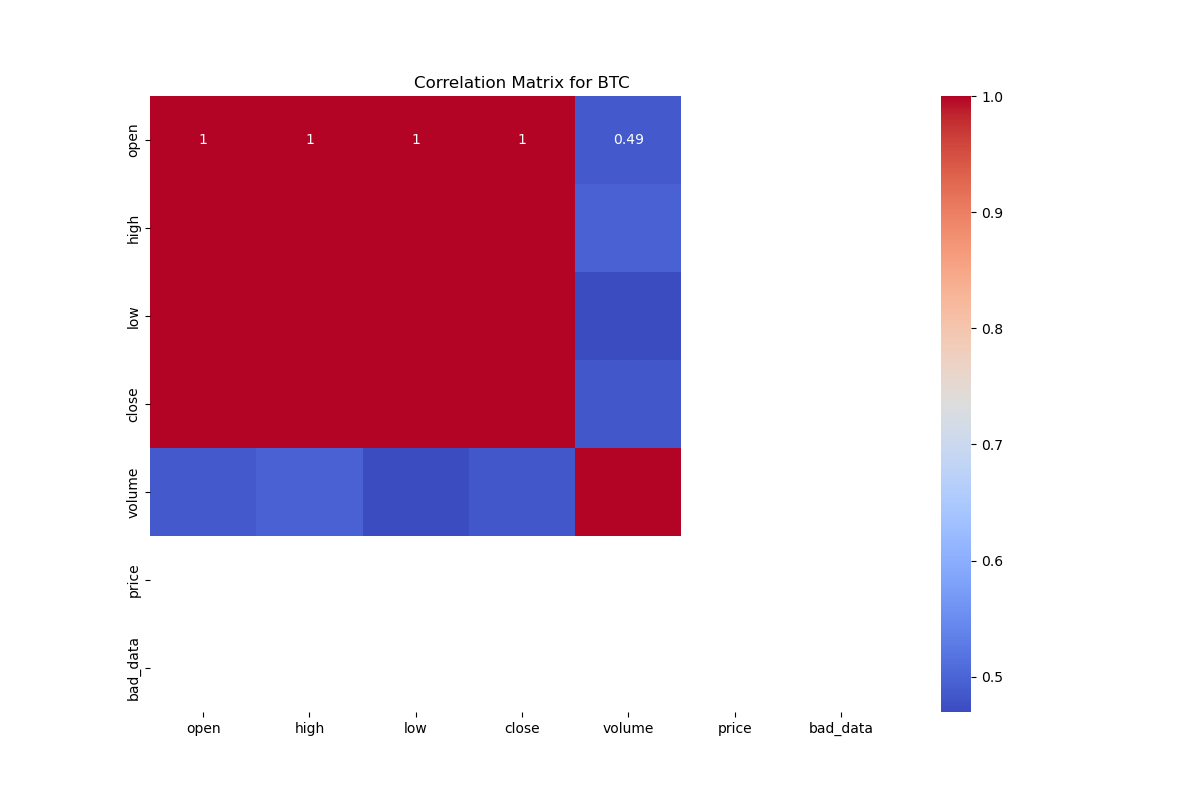 Correlation Matrix for BTC
open
1 1 1 1 0.49
high
low
close
volume
price
bad_data
open high low close volume price bad_data
1.0
0.9
0.8
0.7
0.6
0.5